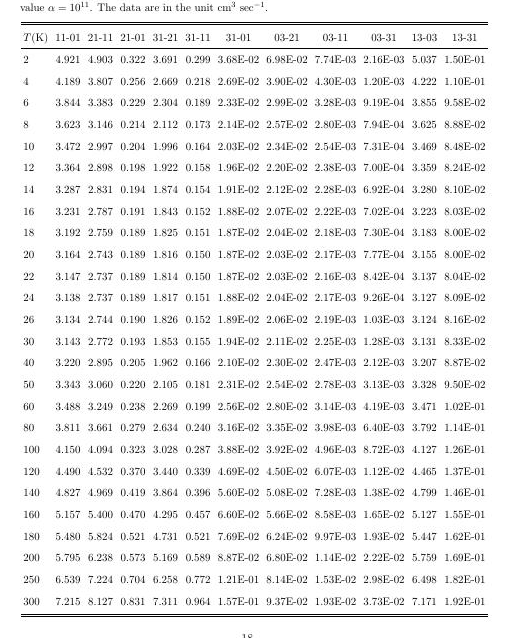 value α = 10¹¹. The data are in the unit cm³ sec⁻¹.
T(K) 11-01 21-11 21-01 31-21 31-11 31-01 03-21 03-11 03-31 13-03 13-31
2 4.921 4.903 0.322 3.691 0.299 3.68E-02 6.98E-02 7.74E-03 2.16E-03 5.037 1.50E-01
4 4.189 3.807 0.256 2.669 0.218 2.69E-02 3.90E-02 4.30E-03 1.20E-03 4.222 1.10E-01
6 3.844 3.383 0.229 2.304 0.189 2.33E-02 2.99E-02 3.28E-03 9.19E-04 3.855 9.58E-02
8 3.623 3.146 0.214 2.112 0.173 2.14E-02 2.57E-02 2.80E-03 7.94E-04 3.625 8.88E-02
10 3.472 2.997 0.204 1.996 0.164 2.03E-02 2.34E-02 2.54E-03 7.31E-04 3.469 8.48E-02
12 3.364 2.898 0.198 1.922 0.158 1.96E-02 2.20E-02 2.38E-03 7.00E-04 3.359 8.24E-02
14 3.287 2.831 0.194 1.874 0.154 1.91E-02 2.12E-02 2.28E-03 6.92E-04 3.280 8.10E-02
16 3.231 2.787 0.191 1.843 0.152 1.88E-02 2.07E-02 2.22E-03 7.02E-04 3.223 8.03E-02
18 3.192 2.759 0.189 1.825 0.151 1.87E-02 2.04E-02 2.18E-03 7.30E-04 3.183 8.00E-02
20 3.164 2.743 0.189 1.816 0.150 1.87E-02 2.03E-02 2.17E-03 7.77E-04 3.155 8.00E-02
22 3.147 2.737 0.189 1.814 0.150 1.87E-02 2.03E-02 2.16E-03 8.42E-04 3.137 8.04E-02
24 3.138 2.737 0.189 1.817 0.151 1.88E-02 2.04E-02 2.17E-03 9.26E-04 3.127 8.09E-02
26 3.134 2.744 0.190 1.826 0.152 1.89E-02 2.06E-02 2.19E-03 1.03E-03 3.124 8.16E-02
30 3.143 2.772 0.193 1.853 0.155 1.94E-02 2.11E-02 2.25E-03 1.28E-03 3.131 8.33E-02
40 3.220 2.895 0.205 1.962 0.166 2.10E-02 2.30E-02 2.47E-03 2.12E-03 3.207 8.87E-02
50 3.343 3.060 0.220 2.105 0.181 2.31E-02 2.54E-02 2.78E-03 3.13E-03 3.328 9.50E-02
60 3.488 3.249 0.238 2.269 0.199 2.56E-02 2.80E-02 3.14E-03 4.19E-03 3.471 1.02E-01
80 3.811 3.661 0.279 2.634 0.240 3.16E-02 3.35E-02 3.98E-03 6.40E-03 3.792 1.14E-01
100 4.150 4.094 0.323 3.028 0.287 3.88E-02 3.92E-02 4.96E-03 8.72E-03 4.127 1.26E-01
120 4.490 4.532 0.370 3.440 0.339 4.69E-02 4.50E-02 6.07E-03 1.12E-02 4.465 1.37E-01
140 4.827 4.969 0.419 3.864 0.396 5.60E-02 5.08E-02 7.28E-03 1.38E-02 4.799 1.46E-01
160 5.157 5.400 0.470 4.295 0.457 6.60E-02 5.66E-02 8.58E-03 1.65E-02 5.127 1.55E-01
180 5.480 5.824 0.521 4.731 0.521 7.69E-02 6.24E-02 9.97E-03 1.93E-02 5.447 1.62E-01
200 5.795 6.238 0.573 5.169 0.589 8.87E-02 6.80E-02 1.14E-02 2.22E-02 5.759 1.69E-01
250 6.539 7.224 0.704 6.258 0.772 1.21E-01 8.14E-02 1.53E-02 2.98E-02 6.498 1.82E-01
300 7.215 8.127 0.831 7.311 0.964 1.57E-01 9.37E-02 1.93E-02 3.73E-02 7.171 1.92E-01
18